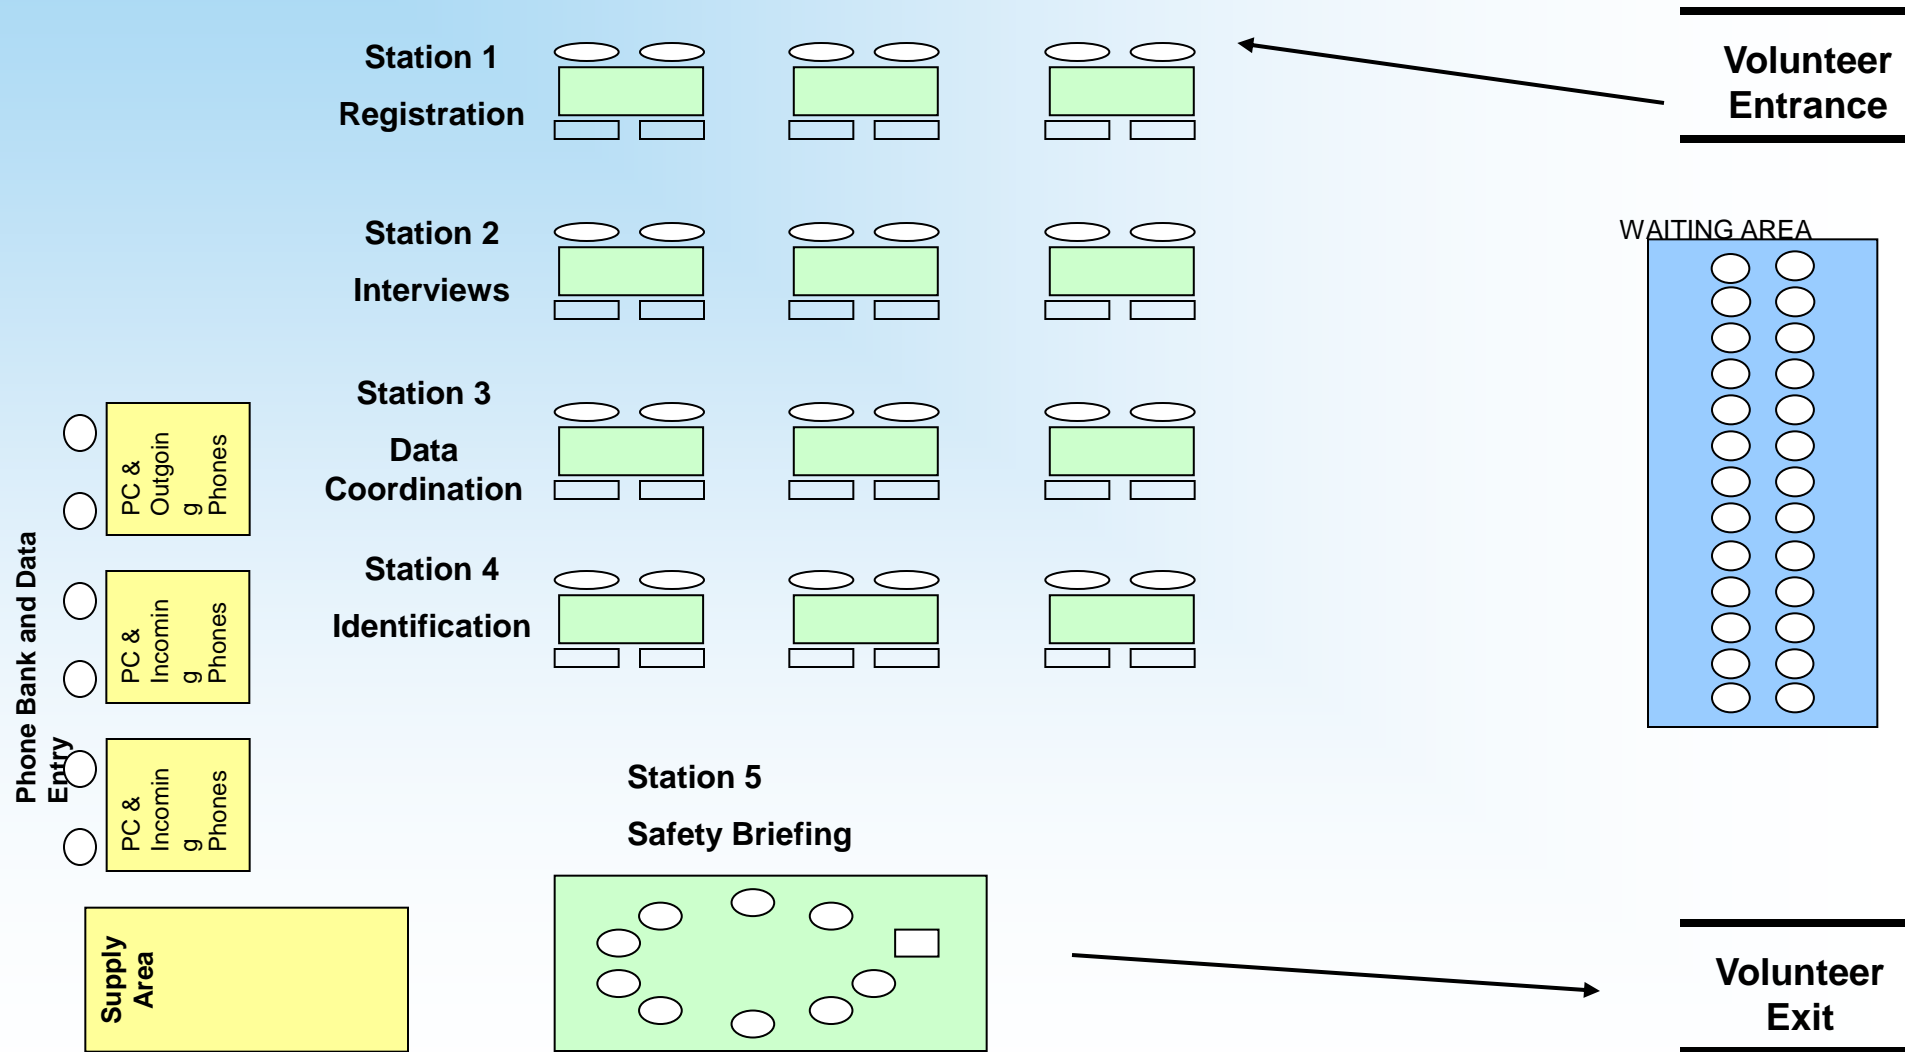 Station 1
Registration
Volunteer
Entrance
Station 2
Interviews
WAITING AREA
Station 3
Data
Coordination
Station 4
Identification
Phone Bank and Data
Entry
PC &
Outgoin
g
Phones
PC &
Incomin
g
Phones
PC &
Incomin
g
Phones
Station 5
Safety Briefing
Supply
Area
Volunteer
Exit